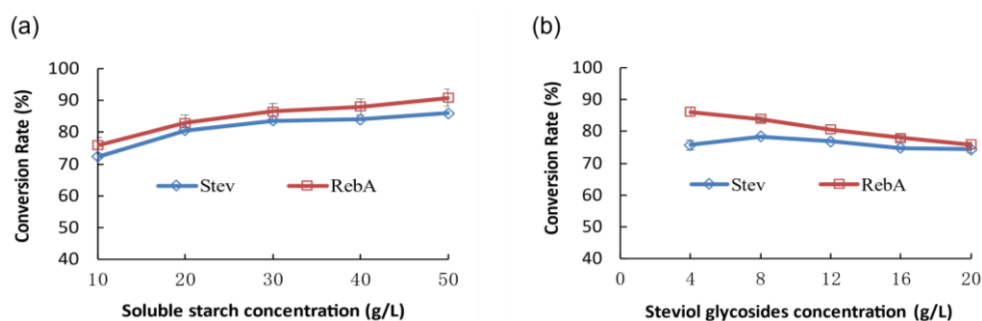 (a)
Conversion Rate (%)
100
90
80
70
60
50
40
10 20 30 40 50
Stev RebA
Soluble starch concentration (g/L)
(b)
Conversion Rate (%)
100
90
80
70
60
50
40
0 4 8 12 16 20
Stev RebA
Steviol glycosides concentration (g/L)